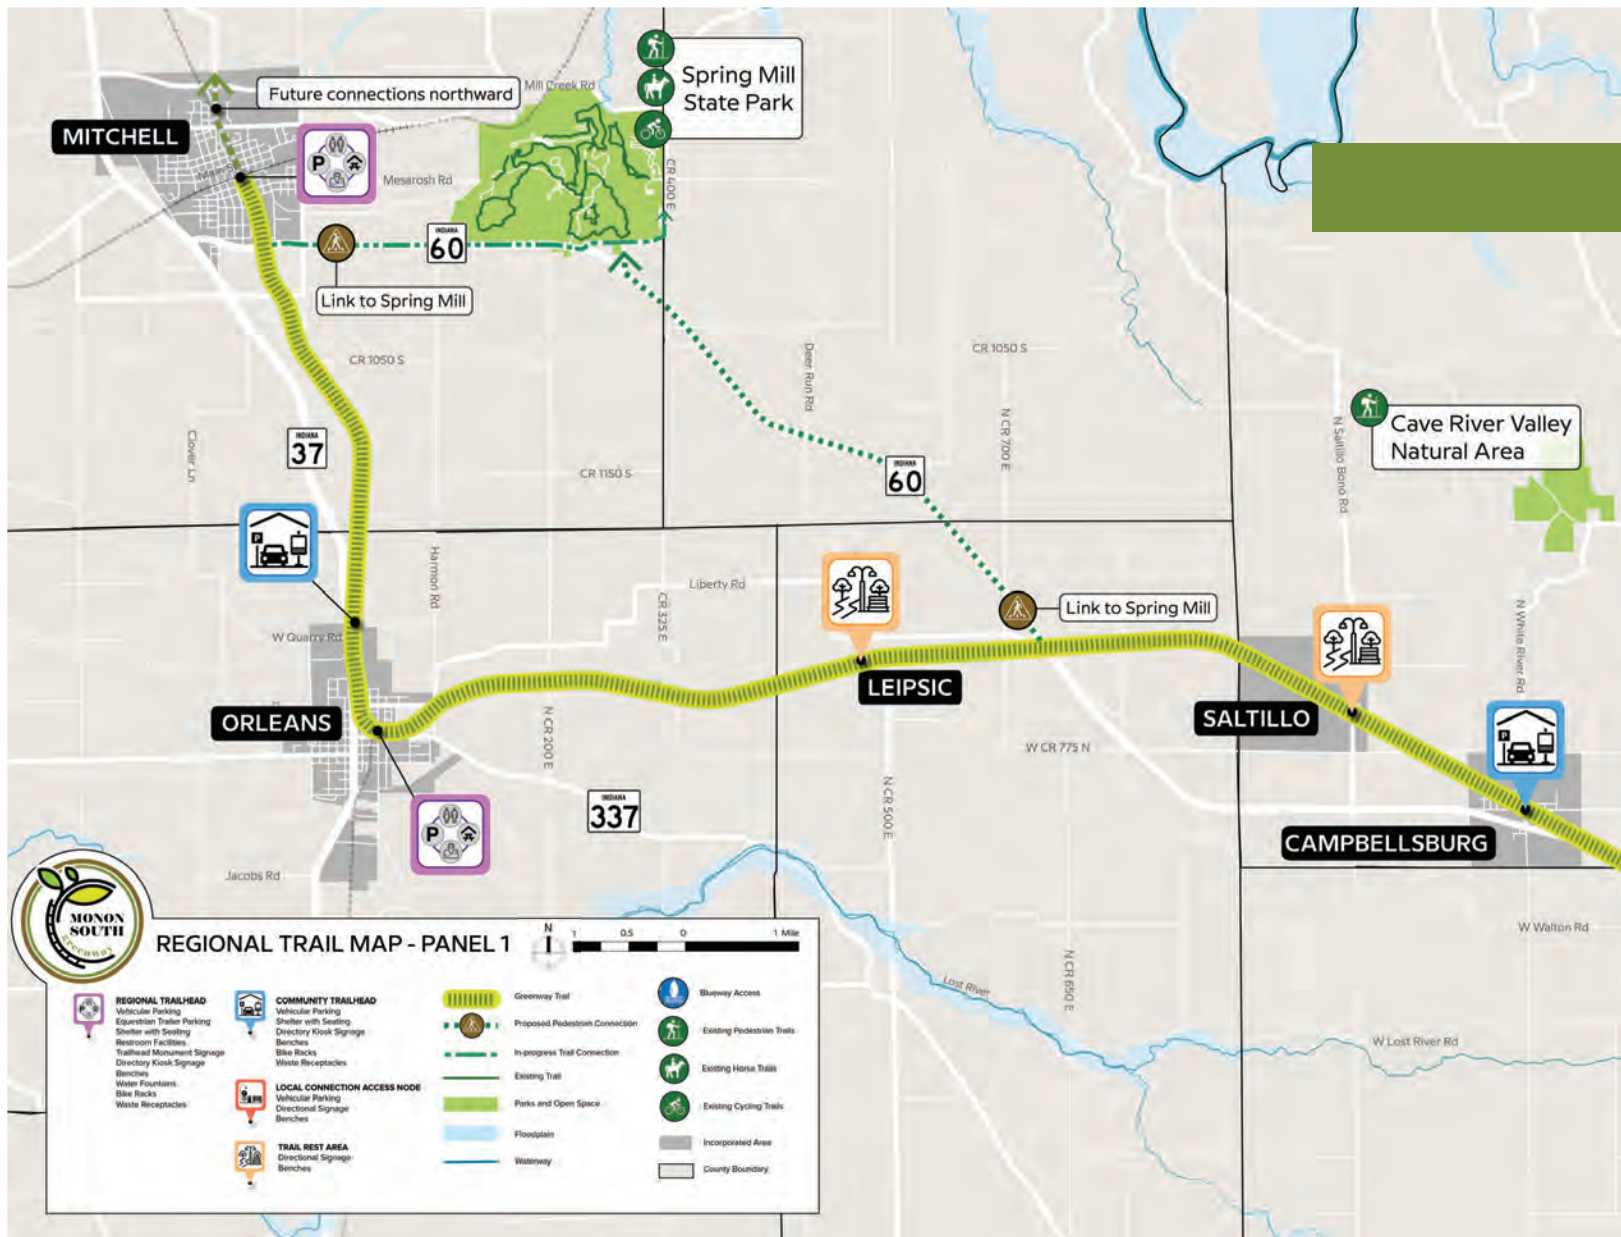 Future connections northward
MITCHELL
Mill Creek Rd
Spring Mill
State Park
Main St
P
Mesarosh Rd
CR 400 E
INDIANA
60
Link to Spring Mill
CR 1050 S
Deer Run Rd
CR 1050 S
Clover Ln
INDIANA
37
CR 1150 S
N CR 700 E
INDIANA
60
N Saltillo Bono Rd
Cave River Valley
Natural Area
P
Harmon Rd
Liberty Rd
CR 325 E
Link to Spring Mill
W Quarry Rd
N White River Rd
LEIPSIC
ORLEANS
SALTILLO
N CR 200 E
W CR 775 N
P
INDIANA
337
N CR 500 E
P
CAMPBELLSBURG
Jacobs Rd
W Walton Rd
N CR 650 E
Lost River
W Lost River Rd
MONON
SOUTH
greenway
REGIONAL TRAIL MAP - PANEL 1
N
1 0.5 0 1 Mile
REGIONAL TRAILHEAD
Vehicular Parking
Equestrian Trailer Parking
Shelter with Seating
Restroom Facilities
Trailhead Monument Signage
Directory Kiosk Signage
Benches
Water Fountains
Bike Racks
Waste Receptacles
COMMUNITY TRAILHEAD
Vehicular Parking
Shelter with Seating
Directory Kiosk Signage
Benches
Bike Racks
Waste Receptacles
LOCAL CONNECTION ACCESS NODE
Vehicular Parking
Directional Signage
Benches
TRAIL REST AREA
Directional Signage
Benches
Greenway Trail
Proposed Pedestrian Connection
In-progress Trail Connection
Existing Trail
Parks and Open Space
Floodplain
Waterway
Blueway Access
Existing Pedestrian Trails
Existing Horse Trails
Existing Cycling Trails
Incorporated Area
County Boundary